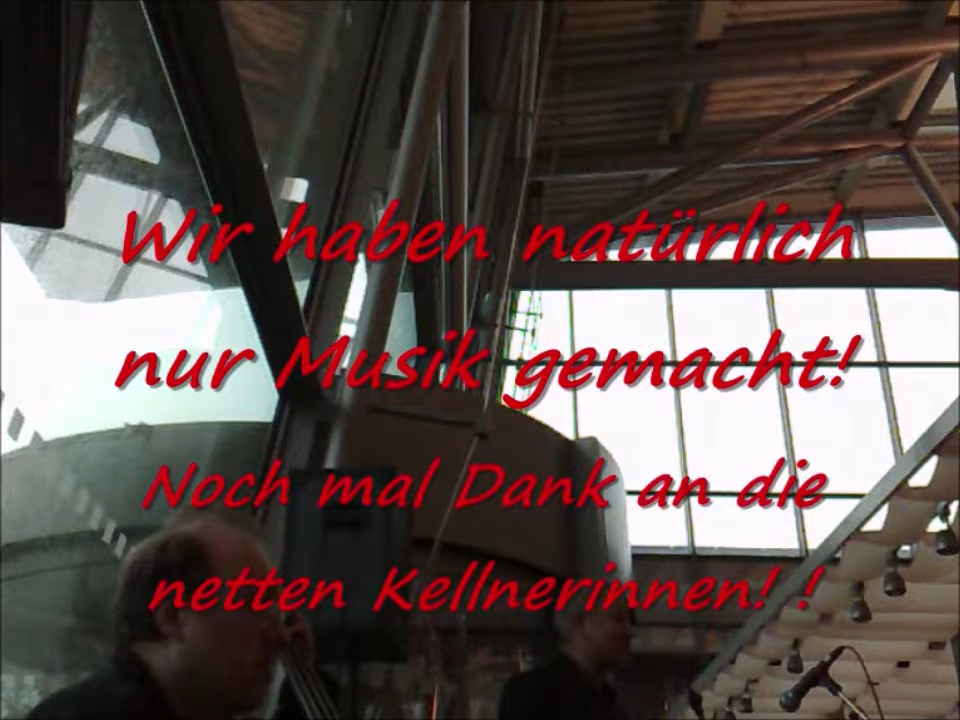 Wir haben natürlich
nur Musik gemacht!
Noch mal Dank an die
netten Kellnerinnen! !